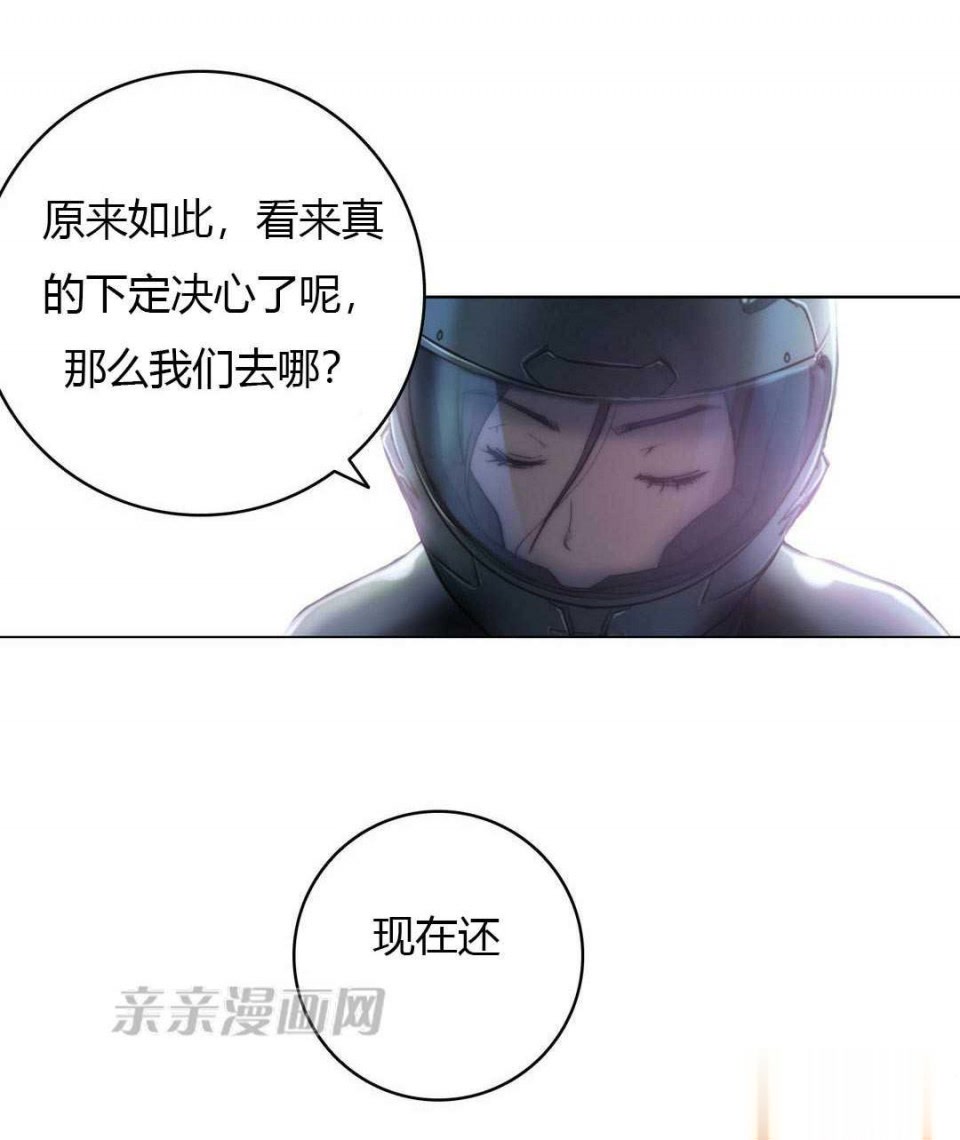 原来如此，看来真
的下定决心了呢，
那么我们去哪？
现在还
亲亲漫画网